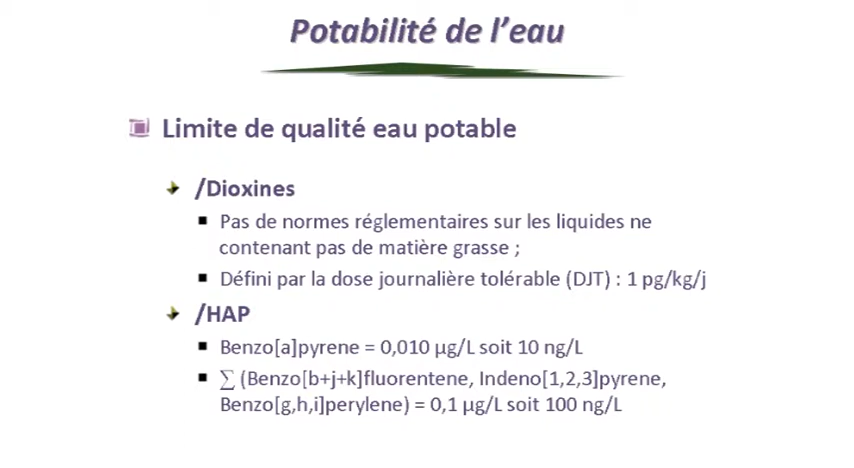 Potabilité de l'eau
Limite de qualité eau potable
/Dioxines
Pas de normes réglementaires sur les liquides ne
contenant pas de matière grasse ;
Défini par la dose journalière tolérable (DJT) : 1 pg/kg/j
/HAP
Benzo[a]pyrene = 0,010 µg/L soit 10 ng/L
∑ (Benzo[b+j+k]fluorentene, Indeno[1,2,3]pyrene,
Benzo[g,h,i]perylene) = 0,1 µg/L soit 100 ng/L